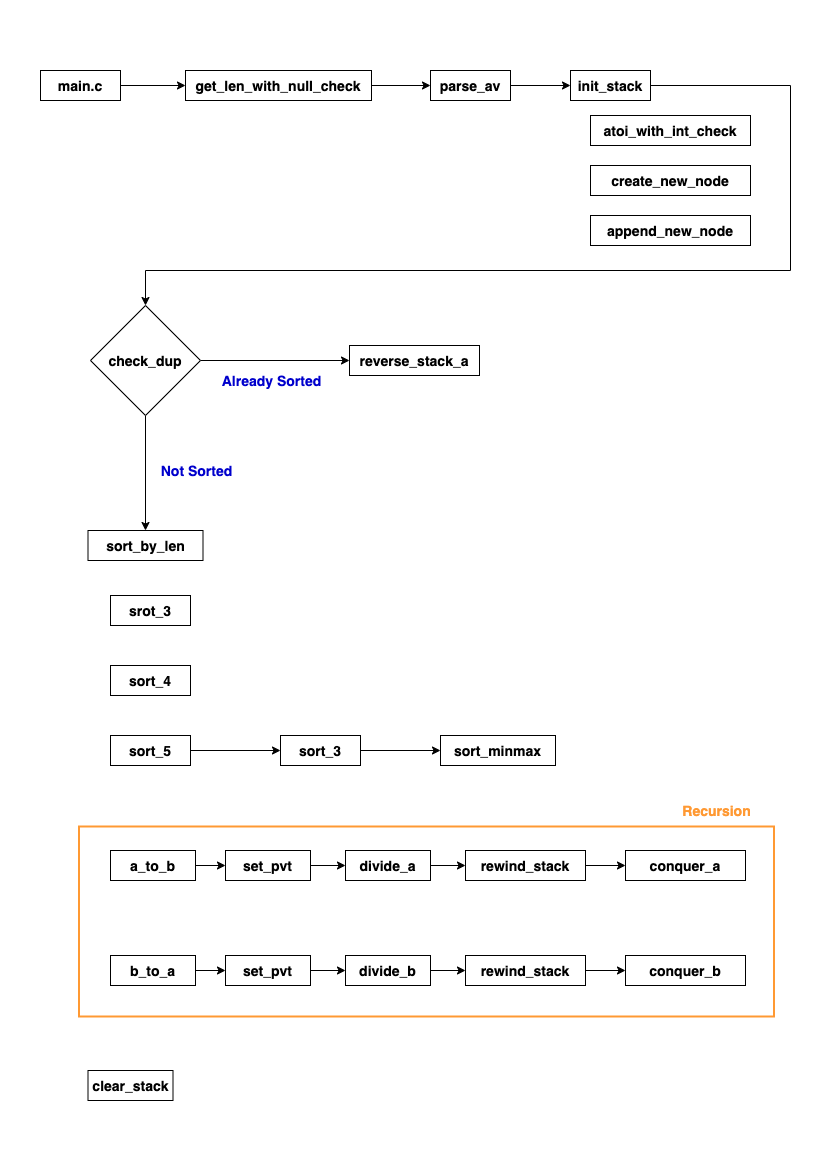 main.c
get_len_with_null_check
parse_av
init_stack
atoi_with_int_check
create_new_node
append_new_node
check_dup
reverse_stack_a
Already Sorted
Not Sorted
sort_by_len
srot_3
sort_4
sort_5
sort_3
sort_minmax
Recursion
a_to_b
set_pvt
divide_a
rewind_stack
conquer_a
b_to_a
set_pvt
divide_b
rewind_stack
conquer_b
clear_stack